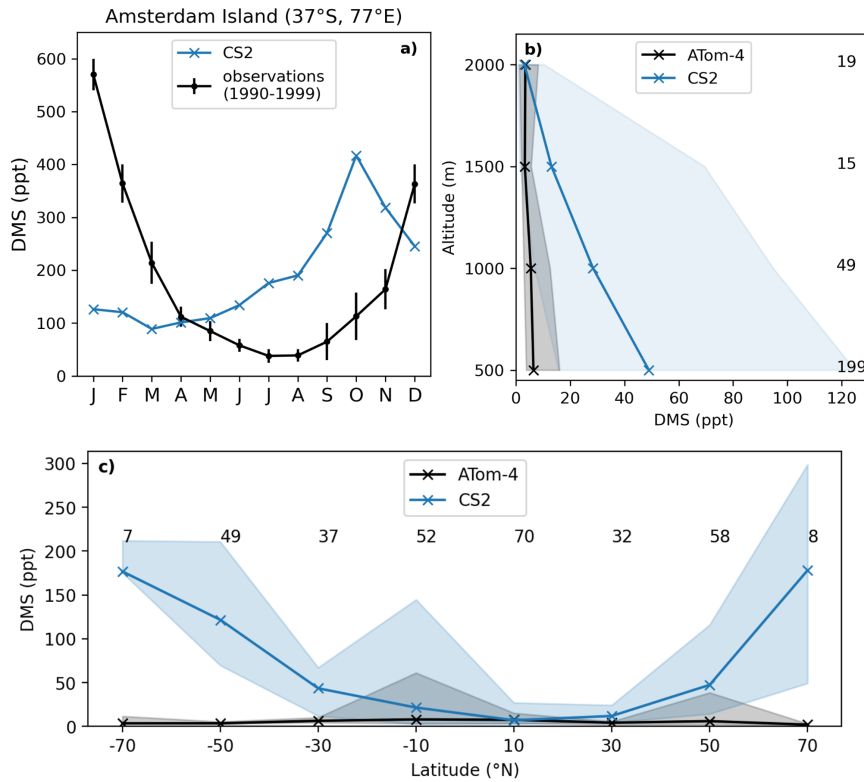 Amsterdam Island (37°S, 77°E)
a)
CS2
observations
(1990-1999)
DMS (ppt)
600
500
400
300
200
100
0
J F M A M J J A S O N D
b)
ATom-4
CS2
Altitude (m)
2000
1500
1000
500
19
15
49
199
0 20 40 60 80 100 120
DMS (ppt)
c)
ATom-4
CS2
DMS (ppt)
300
250
200
150
100
50
0
7 49 37 52 70 32 58 8
-70 -50 -30 -10 10 30 50 70
Latitude (°N)